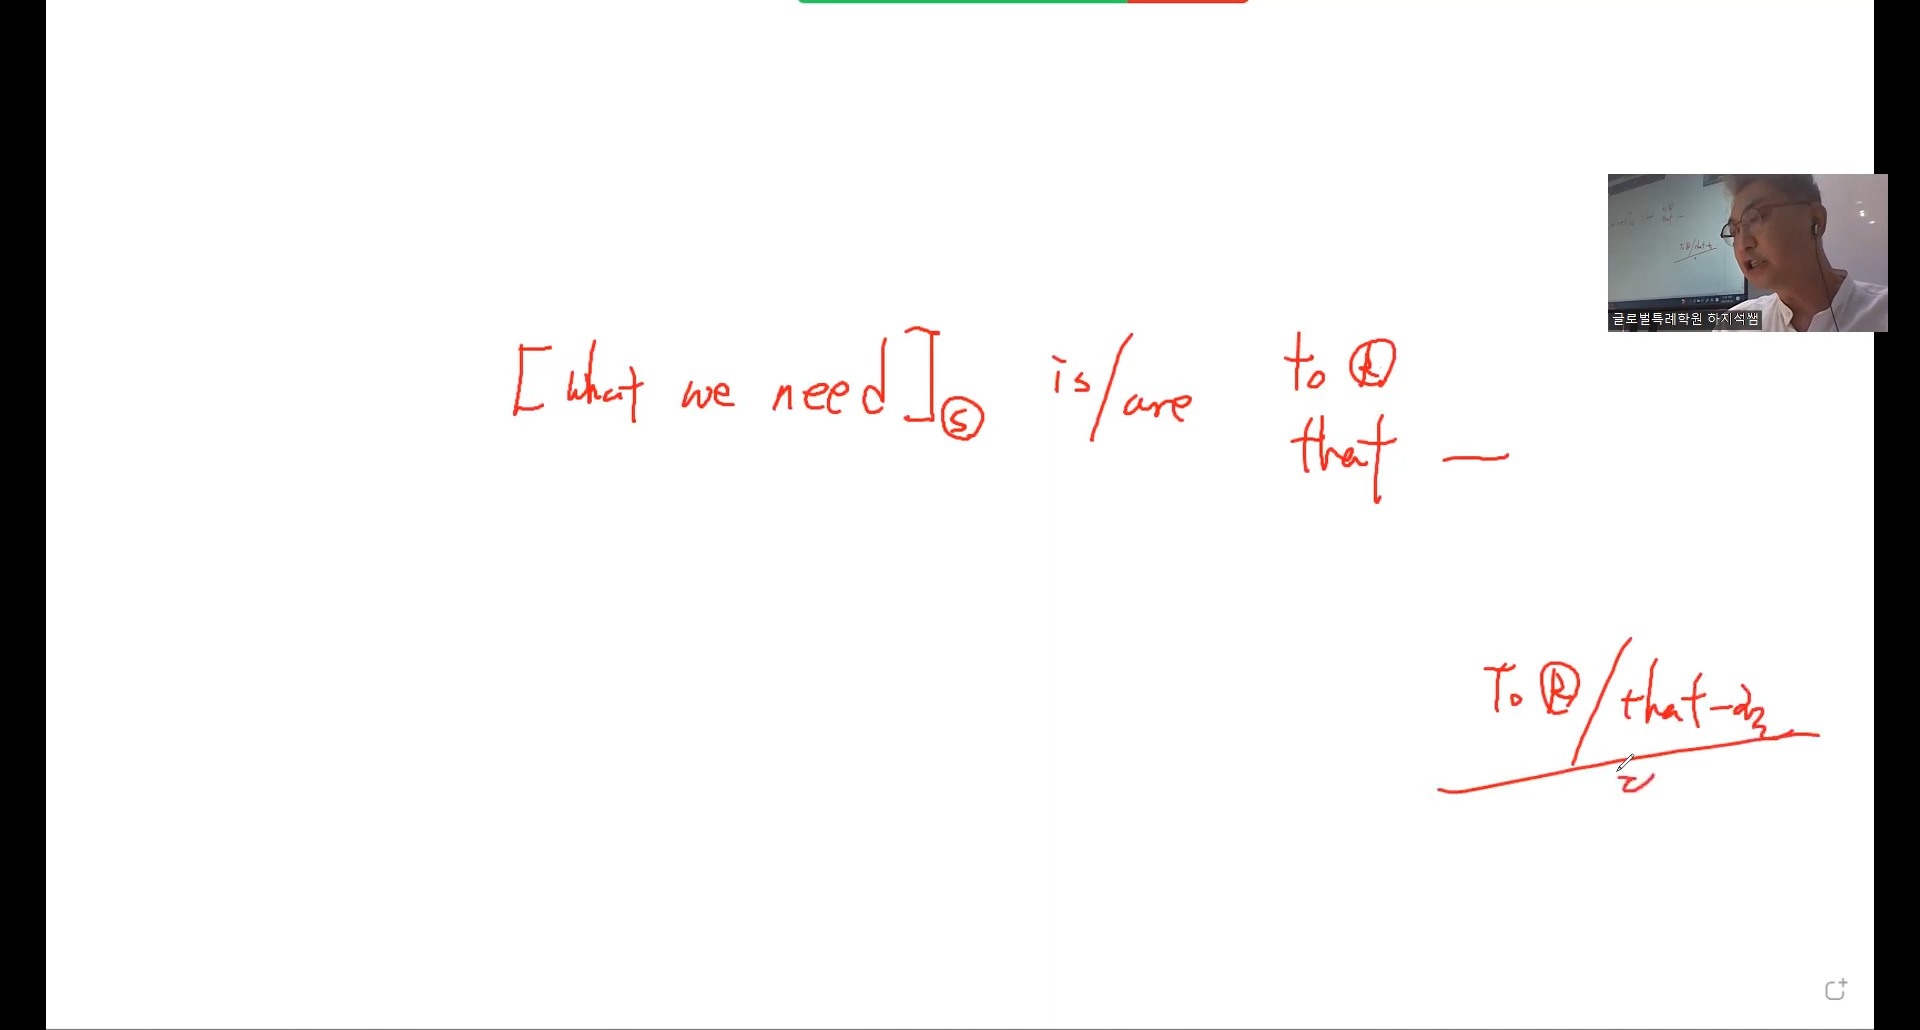 [what we need] Ⓢ is/are to Ⓡ
that —
글로벌특례학원 하지석쌤
To Ⓡ/that-절